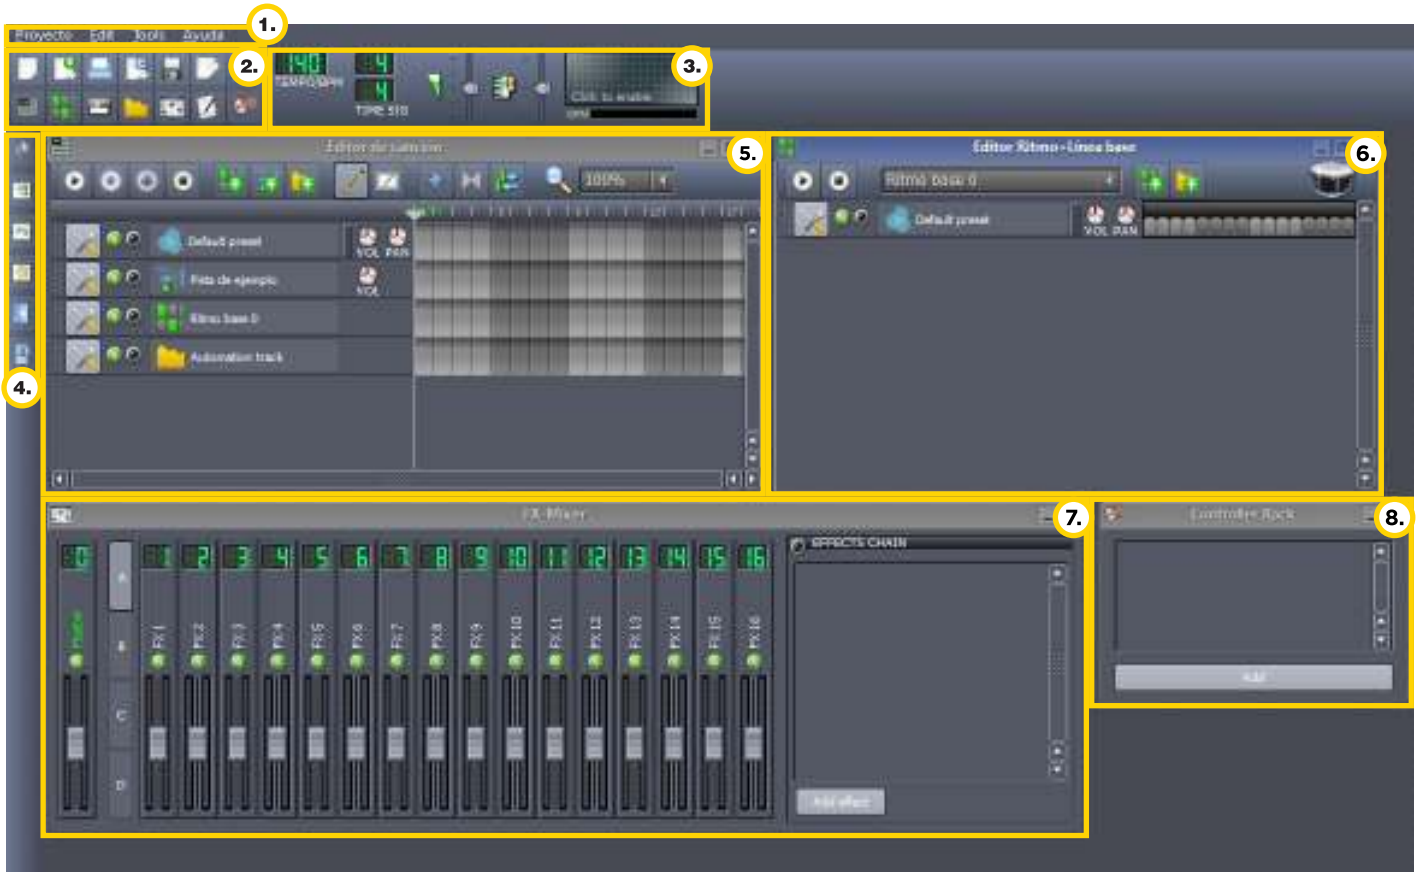 1.
Proyecto Edit Tools Ayuda
2.
140
TEMPO/BPM
4
4
TIME SIG
Click to enable
CPU
3.
Editor de canción
5.
100%
Default preset
VOL PAN
Pista de ejemplo
VOL
Ritmo base 0
Automation track
4.
Editor Ritmo-Línea base
6.
Ritmo base 0
Default preset
VOL PAN
FX-Mixer
7.
0 1 2 3 4 5 6 7 8 9 10 11 12 13 14 15 16
A
B
C
D
FX 1
FX 2
FX 3
FX 4
FX 5
FX 6
FX 7
FX 8
FX 9
FX 10
FX 11
FX 12
FX 13
FX 14
FX 15
FX 16
EFFECTS CHAIN
Add effect
Controller Rack
8.
Add